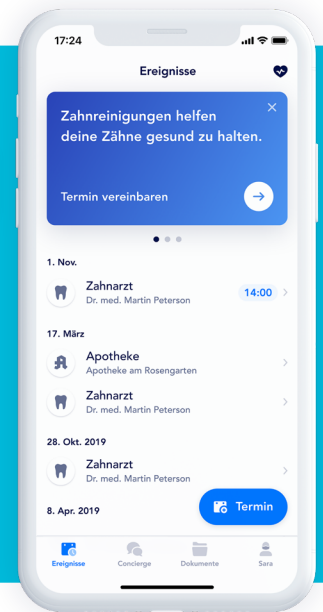 17:24
Ereignisse
Zahnreinigungen helfen
deine Zähne gesund zu halten.
Termin vereinbaren
1. Nov.
Zahnarzt
Dr. med. Martin Peterson
14:00
17. März
Apotheke
Apotheke am Rosengarten
Zahnarzt
Dr. med. Martin Peterson
28. Okt. 2019
Zahnarzt
Dr. med. Martin Peterson
8. Apr. 2019
Termin
Ereignisse
Concierge
Dokumente
Sara